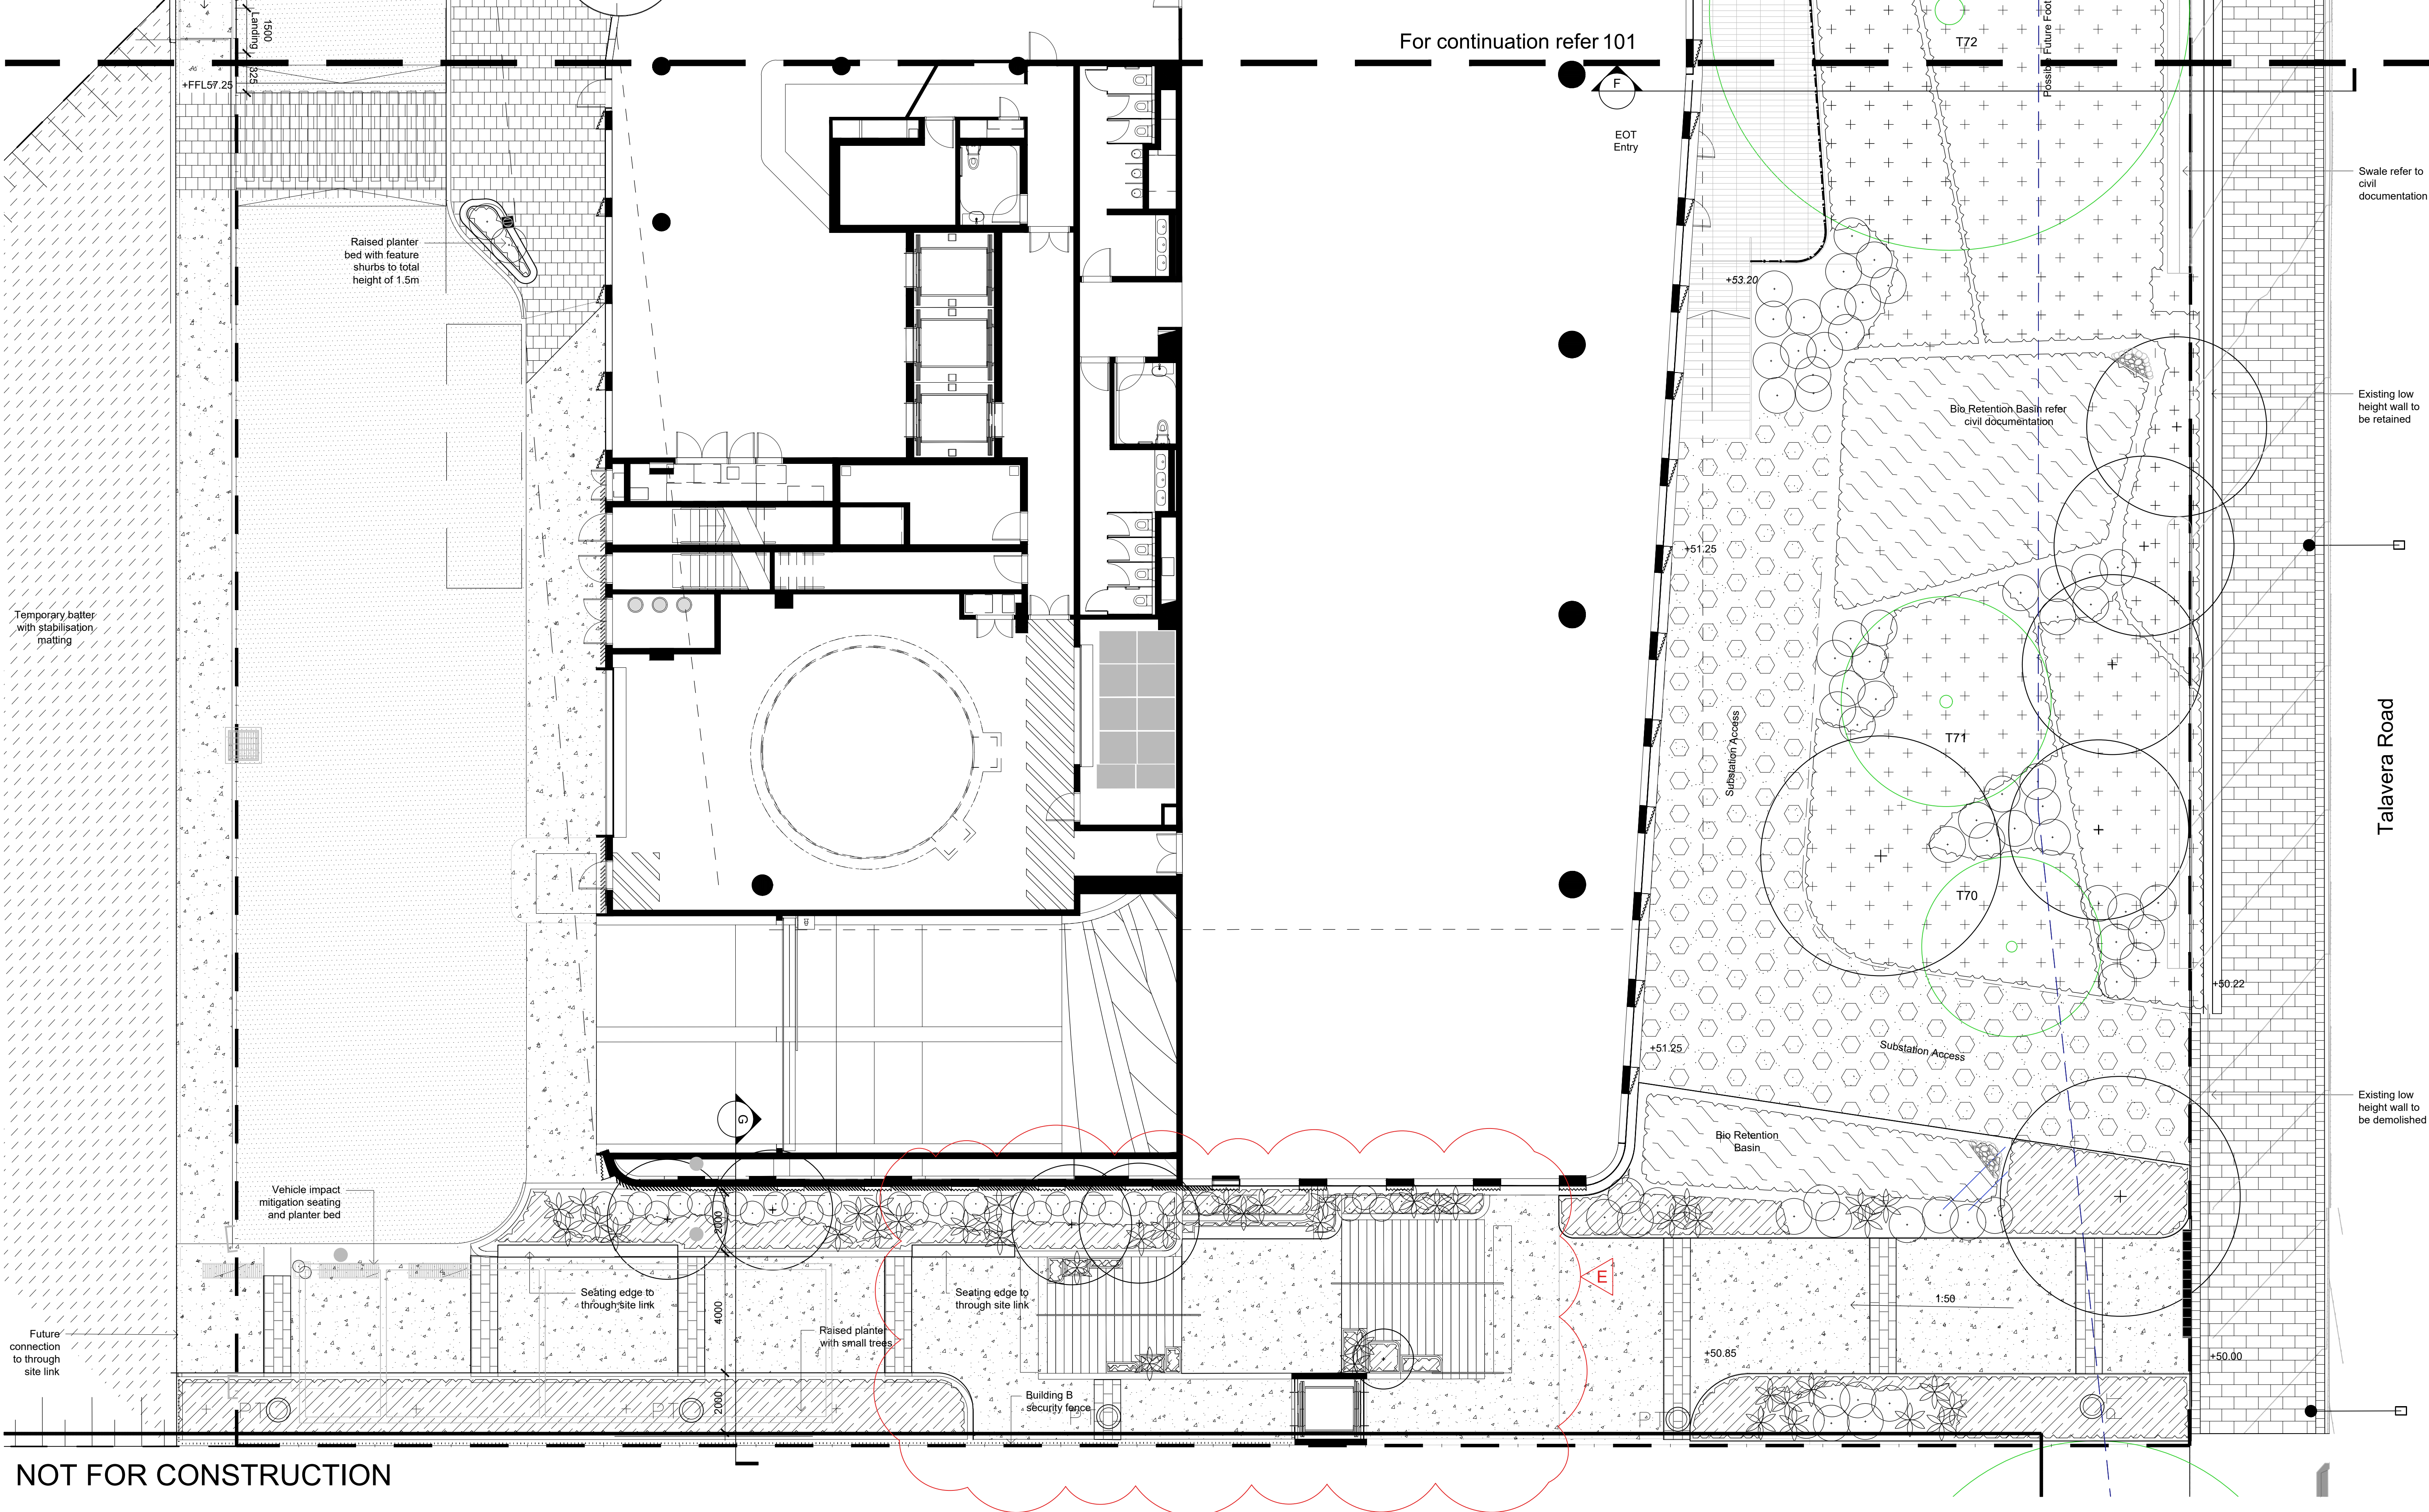 1500
Landing
325
+FFL57.25
For continuation refer 101
T72
Possible Future Foot
F
EOT
Entry
Swale refer to
civil
documentation
Raised planter
bed with feature
shurbs to total
height of 1.5m
+53.20
Existing low
height wall to
be retained
Bio Retention Basin refer
civil documentation
+51.25
Temporary batter
with stabilisation
matting
Substation Access
T71
Talavera Road
T70
+50.22
+51.25
Substation Access
Existing low
height wall to
be demolished
G
Bio Retention
Basin
Vehicle impact
mitigation seating
and planter bed
2000
Seating edge to
through site link
Seating edge to
through site link
E
1:50
4000
Raised planter
with small trees
Future
connection
to through
site link
+50.85
+50.00
Building B
security fence
2000
PT
PT
PT
NOT FOR CONSTRUCTION